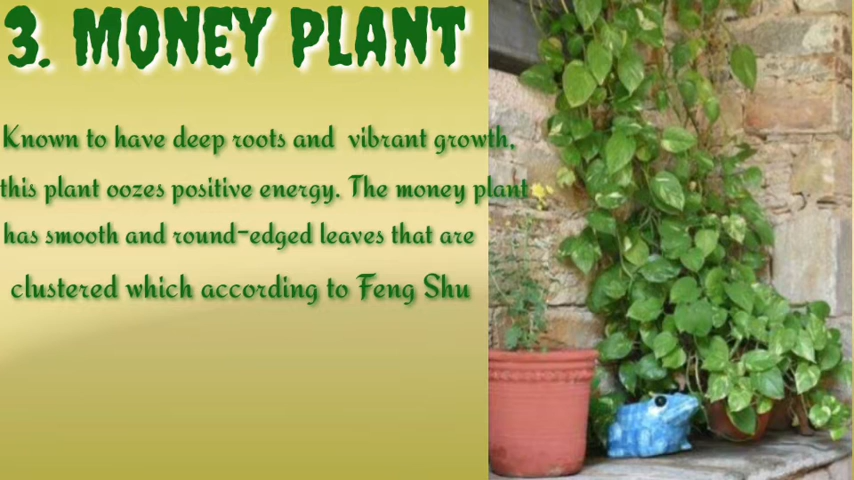 3. MONEY PLANT
Known to have deep roots and vibrant growth,
this plant oozes positive energy. The money plant
has smooth and round-edged leaves that are
clustered which according to Feng Shu